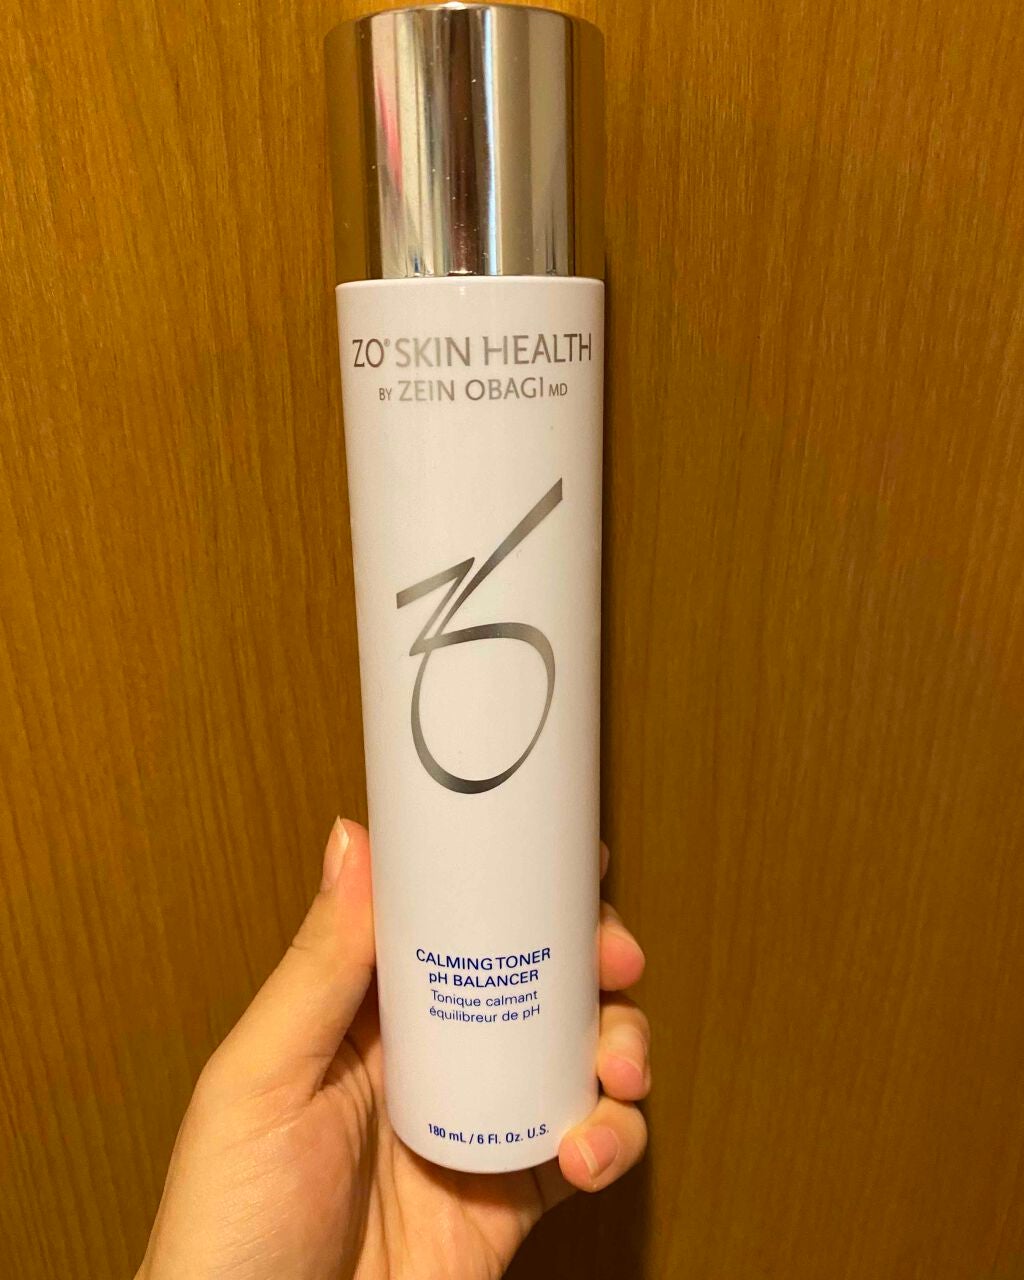 ZO® SKIN HEALTH
BY ZEIN OBAGI MD
ZO
CALMING TONER
pH BALANCER
Tonique calmant
équilibreur de pH
180 mL / 6 Fl. Oz. U.S.